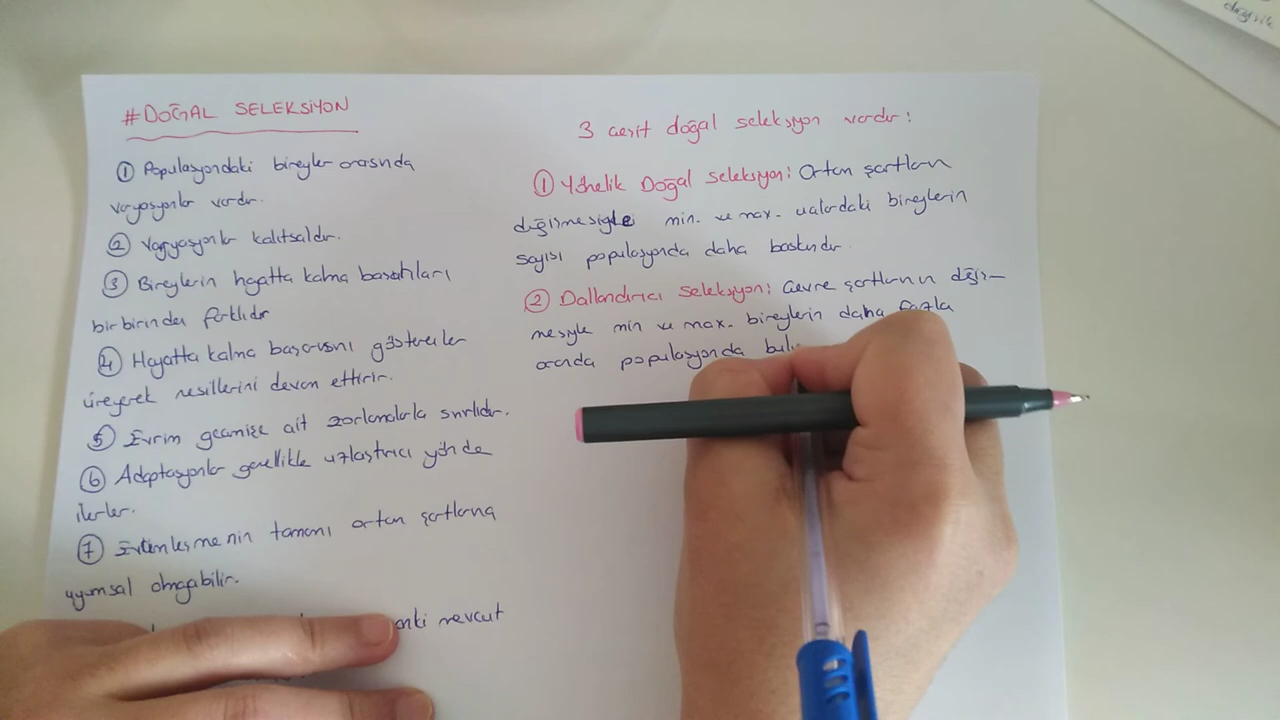 #DOĞAL SELEKSİYON
① Populasyondaki bireyler arasında
varyasyonlar vardır.
② Varyasyonlar kalıtsaldır.
③ Bireylerin hayatta kalma başarıları
birbirinden farklıdır
④ Hayatta kalma başarısını gösterenler
üreyerek nesillerini devam ettirir.
⑤ Evrim geçmişe ait zorlamalarla sınırlıdır.
⑥ Adaptasyonlar genellikle uzlaştırıcı yönde
ilerler.
⑦ Evrimleşmenin tamamı ortam şartlarına
uyumsal olmayabilir.
mevcut
3 çeşit doğal seleksiyon vardır:
① Yönelik Doğal Seleksiyon: Ortam şartların
değişmesiyle min. ve max. uçlardaki bireylerin
sayısı populasyonda daha baskındır.
② Dallandırıcı Seleksiyon: Çevre şartlarının değiş-
mesiyle min ve max. bireylerin daha fazla
oranda populasyonda
değişik